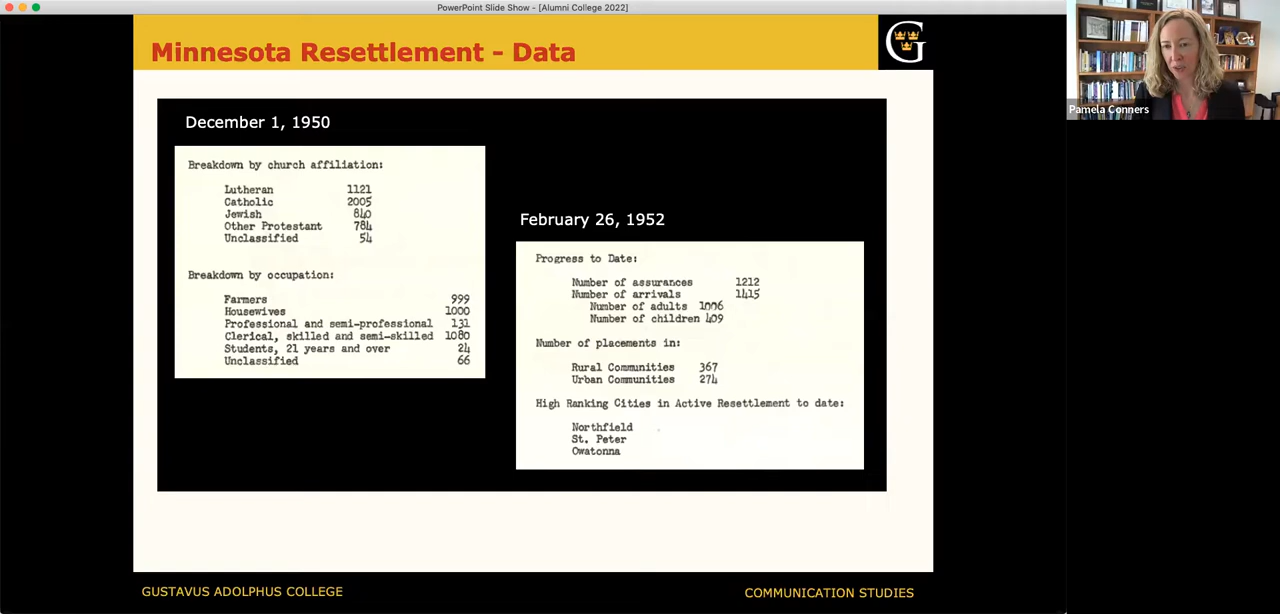 PowerPoint Slide Show - [Alumni College 2022]
Minnesota Resettlement - Data
G
Pamela Conners
December 1, 1950
Breakdown by church affiliation:
Lutheran 1121
Catholic 2005
Jewish 840
Other Protestant 784
Unclassified 54
Breakdown by occupation:
Farmers 999
Housewives 1000
Professional and semi-professional 131
Clerical, skilled and semi-skilled 1080
Students, 21 years and over 24
Unclassified 66
February 26, 1952
Progress to Date:
Number of assurances 1212
Number of arrivals 1415
Number of adults 1006
Number of children 409
Number of placements in:
Rural Communities 367
Urban Communities 274
High Ranking Cities in Active Resettlement to date:
Northfield
St. Peter
Owatonna
GUSTAVUS ADOLPHUS COLLEGE
COMMUNICATION STUDIES